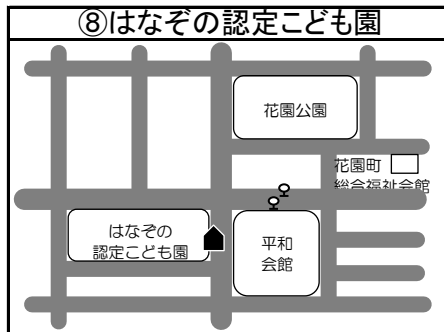 ⑧はなぞの認定こども園
花園公園
花園町
総合福祉会館
はなぞの
認定こども園
平和
会館